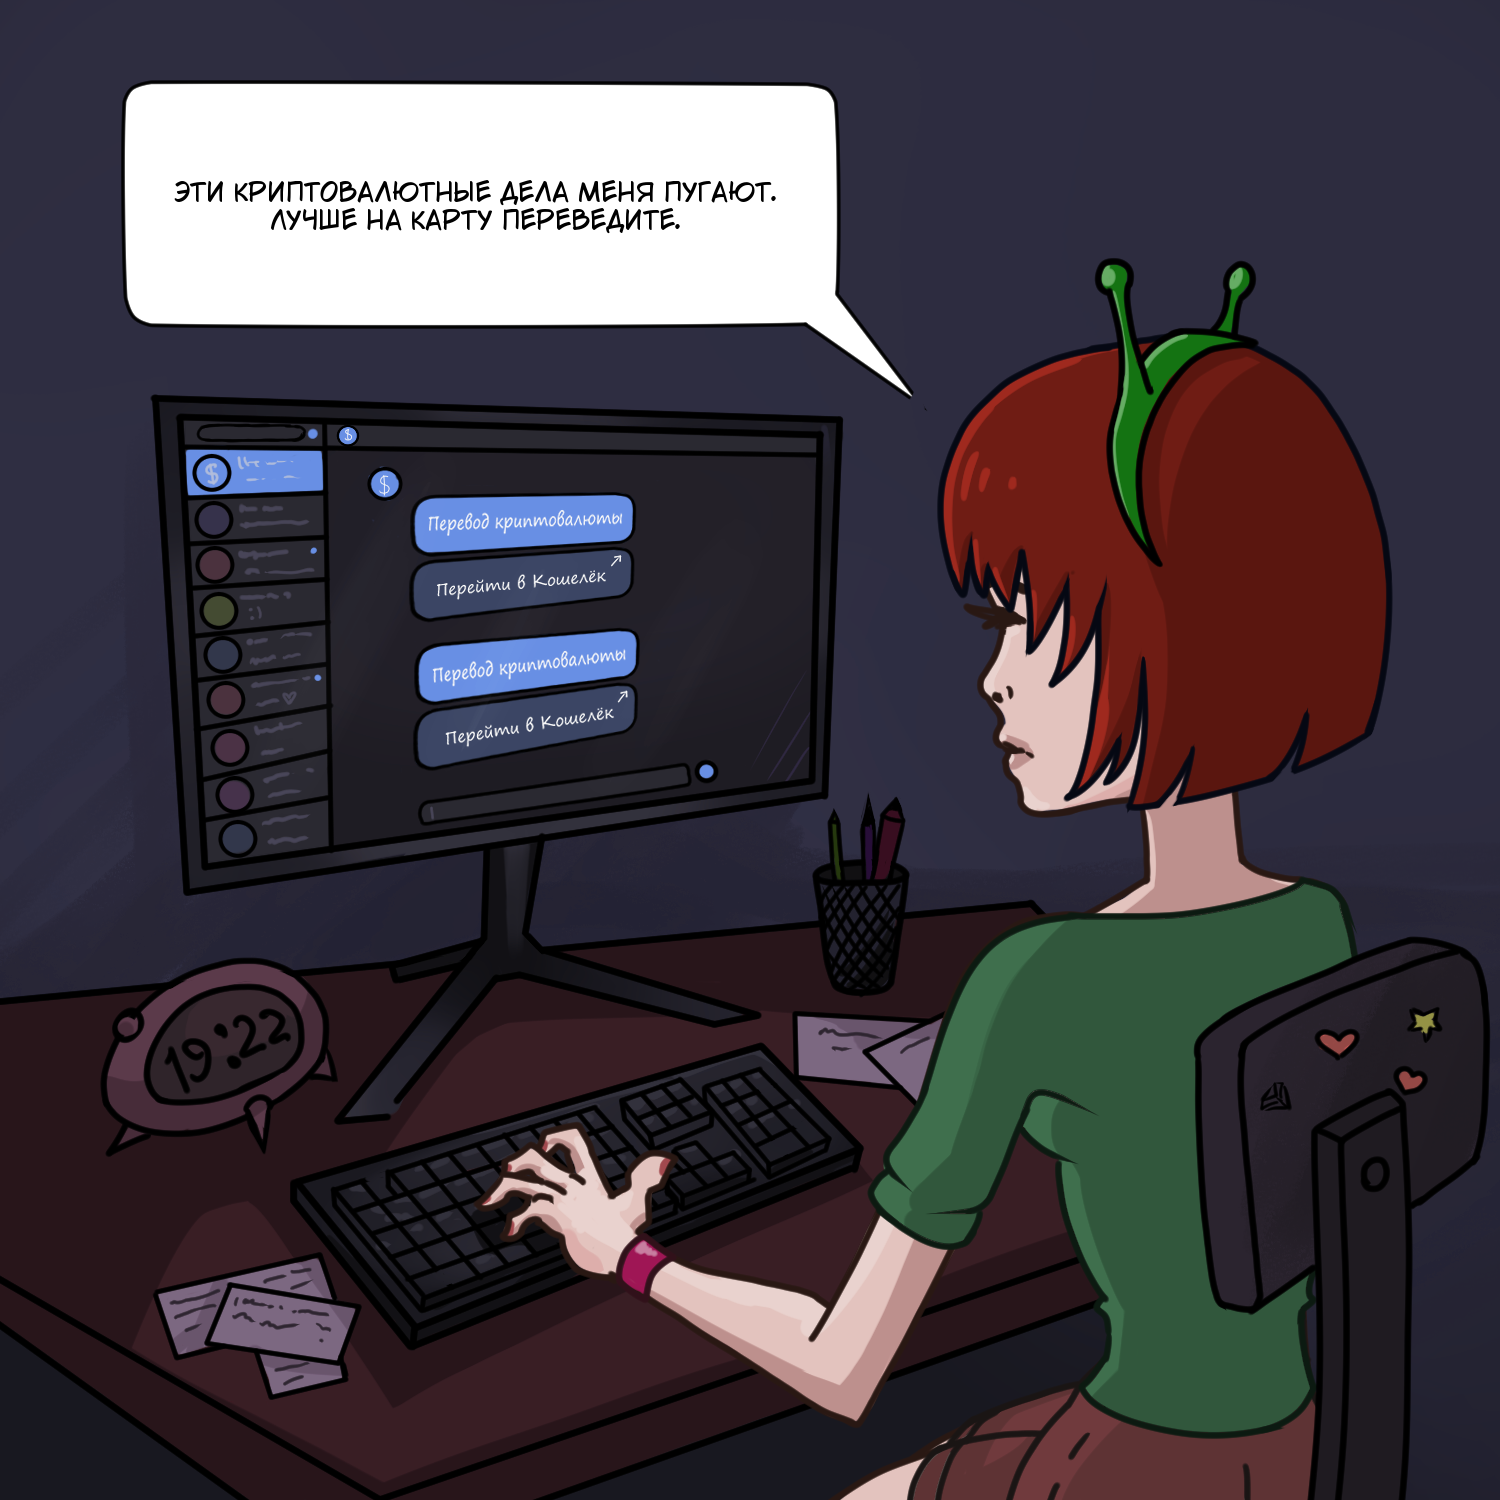 ЭТИ КРИПТОВАЛЮТНЫЕ ДЕЛА МЕНЯ ПУГАЮТ.
ЛУЧШЕ НА КАРТУ ПЕРЕВЕДИТЕ.
$
$
$
Перевод криптовалюты
Перейти в Кошелёк
:)
Перевод криптовалюты
Перейти в Кошелёк
19:22